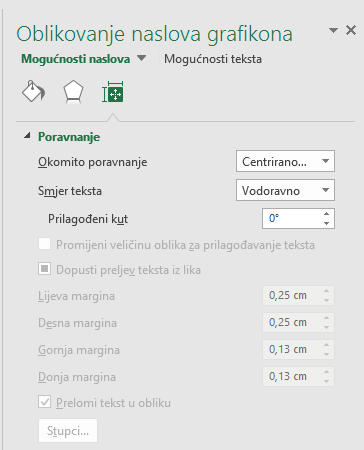 Oblikovanje naslova grafikona
Mogućnosti naslova Mogućnosti teksta
Poravnanje
Okomito poravnanje Centrirano...
Smjer teksta Vodoravno
Prilagođeni kut 0°
Promijeni veličinu oblika za prilagođavanje teksta
Dopusti preljev teksta iz lika
Lijeva margina 0,25 cm
Desna margina 0,25 cm
Gornja margina 0,13 cm
Donja margina 0,13 cm
Prelomi tekst u obliku
Stupci...